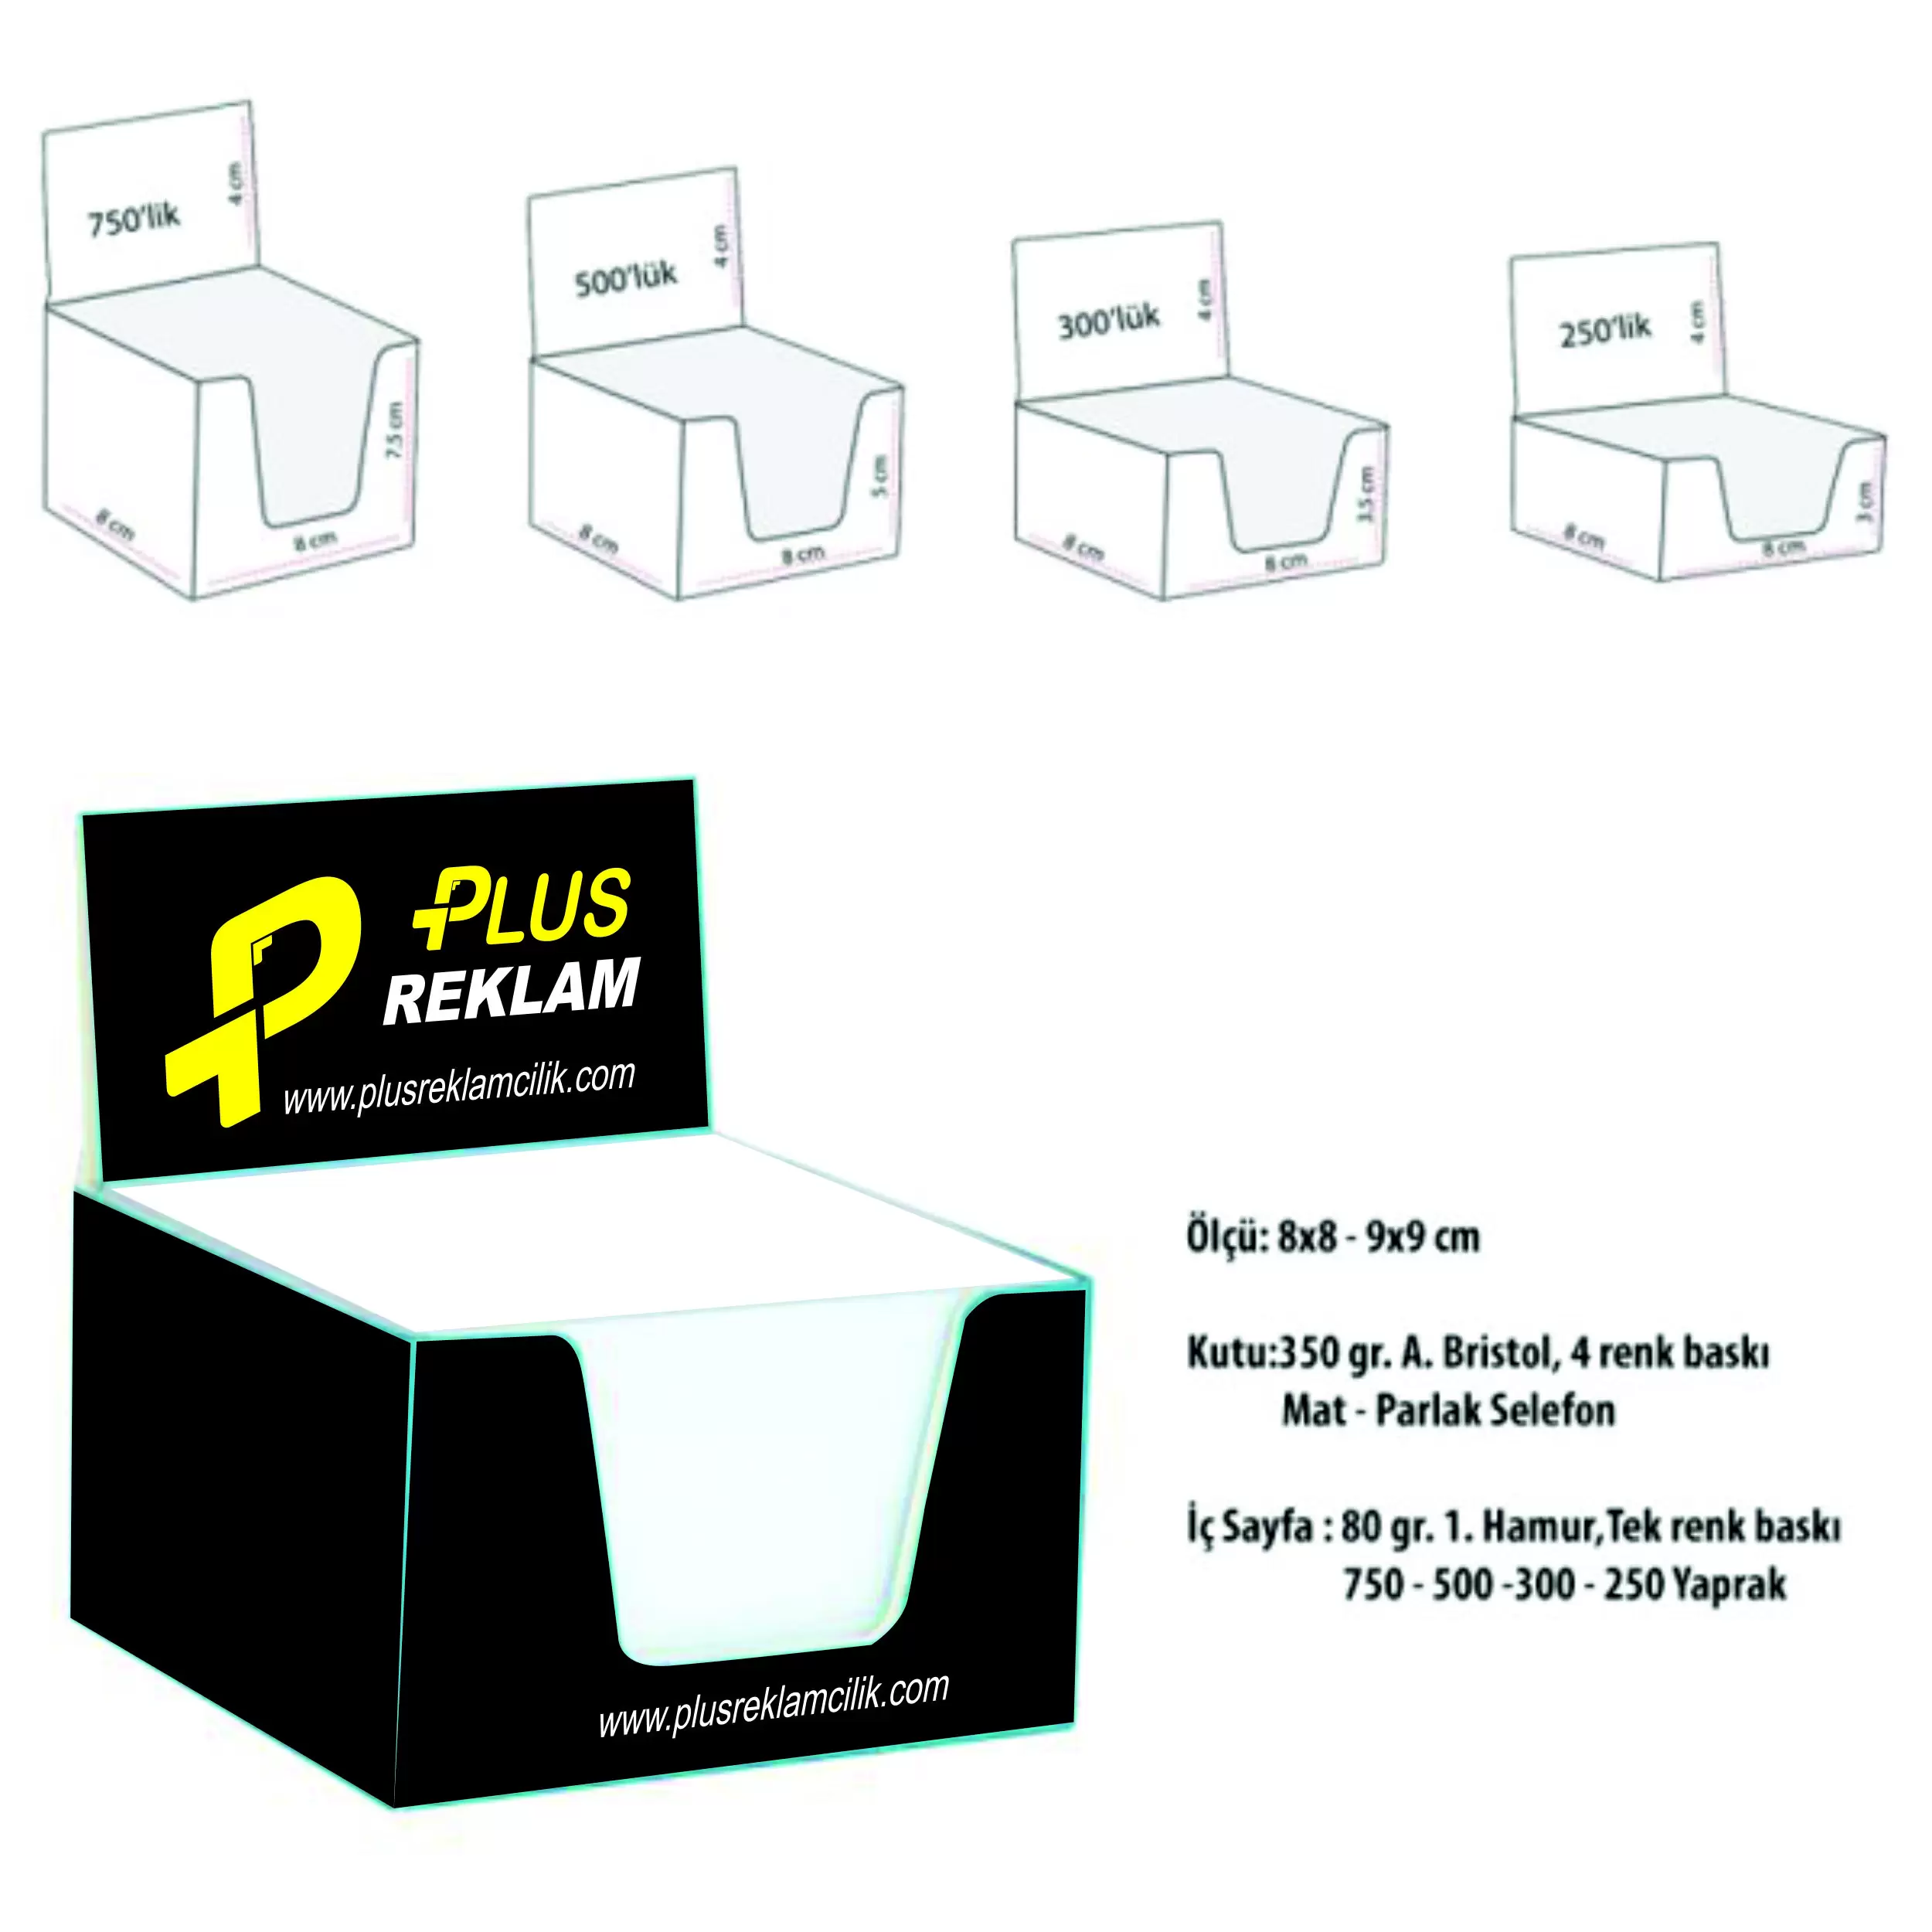 750'lik
4 cm
7.5 cm
8 cm
8 cm
500'lük
4 cm
5 cm
8 cm
8 cm
300'lük
4 cm
3.5 cm
8 cm
8 cm
250'lik
4 cm
3 cm
8 cm
8 cm
PLUS
REKLAM
www.plusreklamcilik.com
www.plusreklamcilik.com
Ölçü: 8x8 - 9x9 cm
Kutu:350 gr. A. Bristol, 4 renk baskı
Mat - Parlak Selefon
İç Sayfa : 80 gr. 1. Hamur,Tek renk baskı
750 - 500 -300 - 250 Yaprak